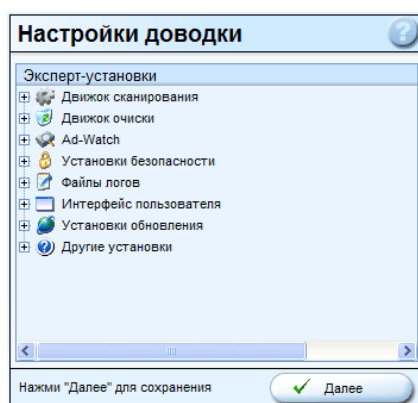 Настройки доводки
Эксперт-установки
Движок сканирования
Движок очиски
Ad-Watch
Установки безопасности
Файлы логов
Интерфейс пользователя
Установки обновления
Другие установки
Нажми "Далее" для сохранения
Далее